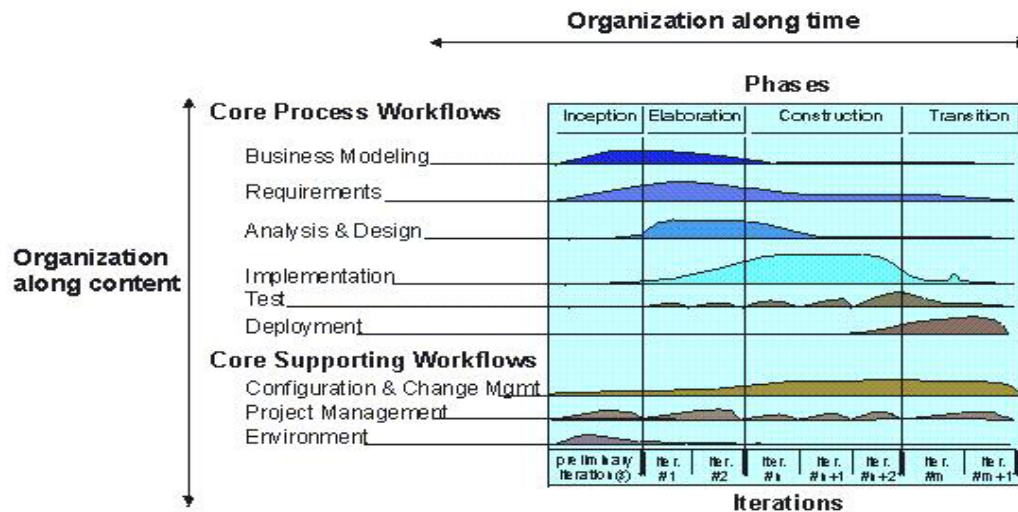 Organization along time
Phases
Core Process Workflows
Inception Elaboration Construction Transition
Business Modeling
Requirements
Analysis & Design
Organization
along content
Implementation
Test
Deployment
Core Supporting Workflows
Configuration & Change Mgmt
Project Management
Environment
preliminary iteration(s)
Iter. #1
Iter. #2
Iter. #n
Iter. #n+1
Iter. #n+2
Iter. #m
Iter. #m+1
Iterations